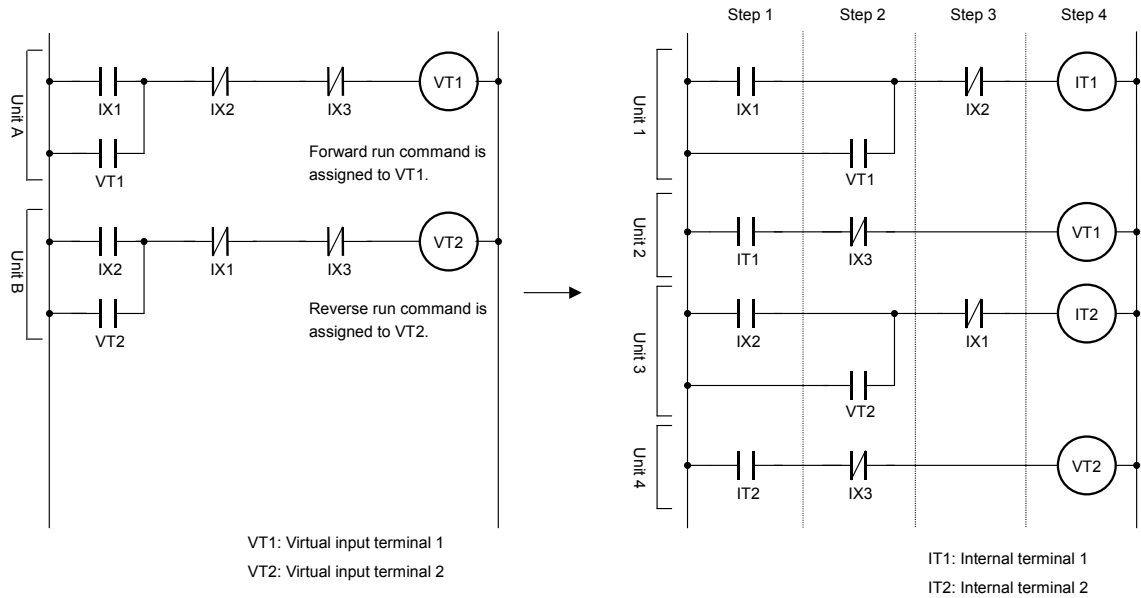 Unit A
IX1
IX2
IX3
VT1
VT1
Forward run command is
assigned to VT1.
Unit B
IX2
IX1
IX3
VT2
VT2
Reverse run command is
assigned to VT2.
VT1: Virtual input terminal 1
VT2: Virtual input terminal 2
Step 1
Step 2
Step 3
Step 4
Unit 1
IX1
IX2
IT1
VT1
Unit 2
IT1
IX3
VT1
Unit 3
IX2
IX1
IT2
VT2
Unit 4
IT2
IX3
VT2
IT1: Internal terminal 1
IT2: Internal terminal 2